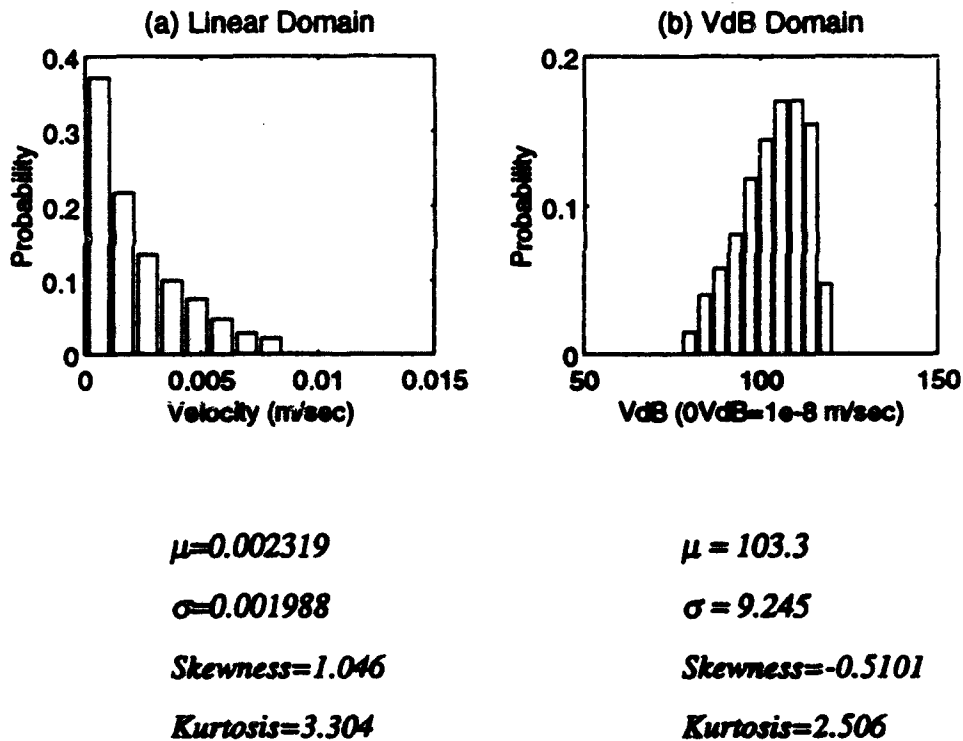 (a) Linear Domain
0.4
0.3
0.2
0.1
0
Probability
0
0.005
0.01
0.015
Velocity (m/sec)
(b) VdB Domain
0.2
0.1
0
Probability
50
100
150
VdB (0VdB=1e-8 m/sec)
μ=0.002319
σ=0.001988
Skewness=1.046
Kurtosis=3.304
μ = 103.3
σ = 9.245
Skewness=-0.5101
Kurtosis=2.506